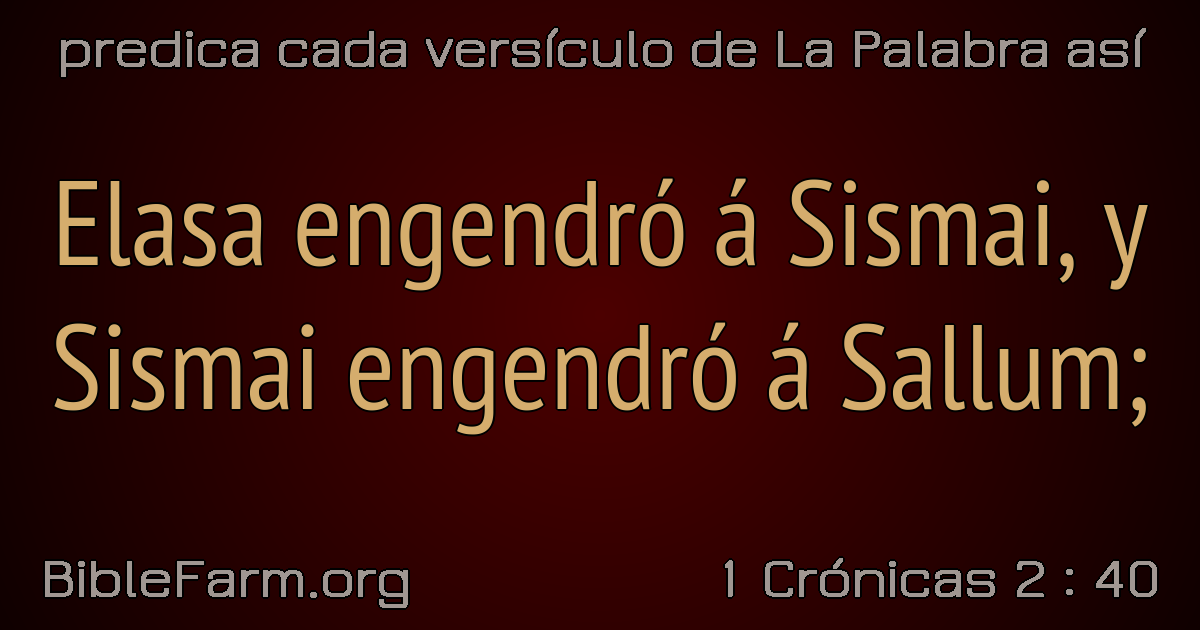 predica cada versículo de La Palabra así
Elasa engendró á Sismai, y
Sismai engendró á Sallum;
BibleFarm.org
1 Crónicas 2 : 40